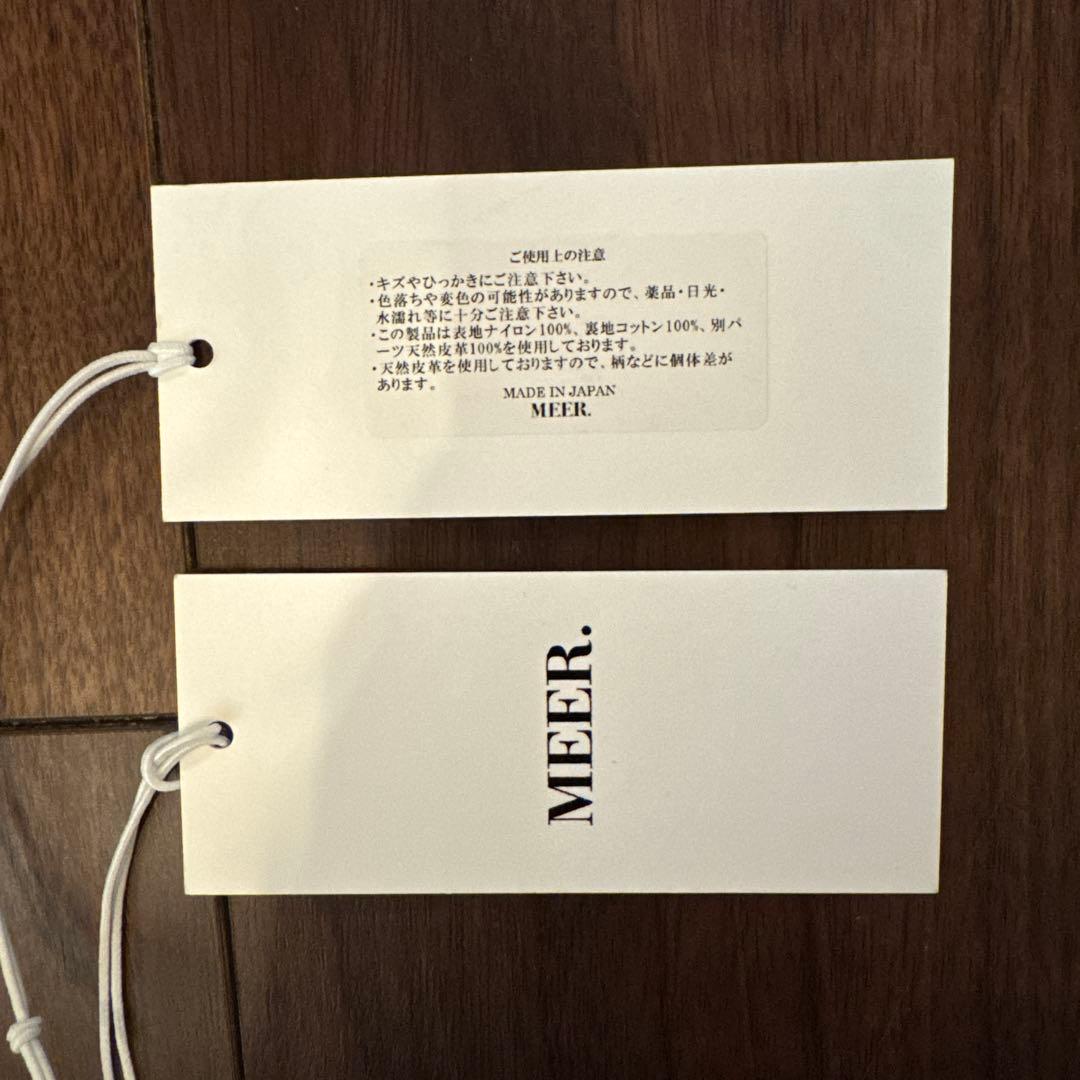 ご使用上の注意
・キズやひっかきにご注意下さい。
・色落ちや変色の可能性がありますので、薬品・日光・
水濡れ等に十分ご注意下さい。
・この製品は表地ナイロン100%、裏地コットン100%、別パ
ーツ天然皮革100%を使用しております。
・天然皮革を使用しておりますので、柄などに個体差が
あります。
MADE IN JAPAN
MEER.
MEER.